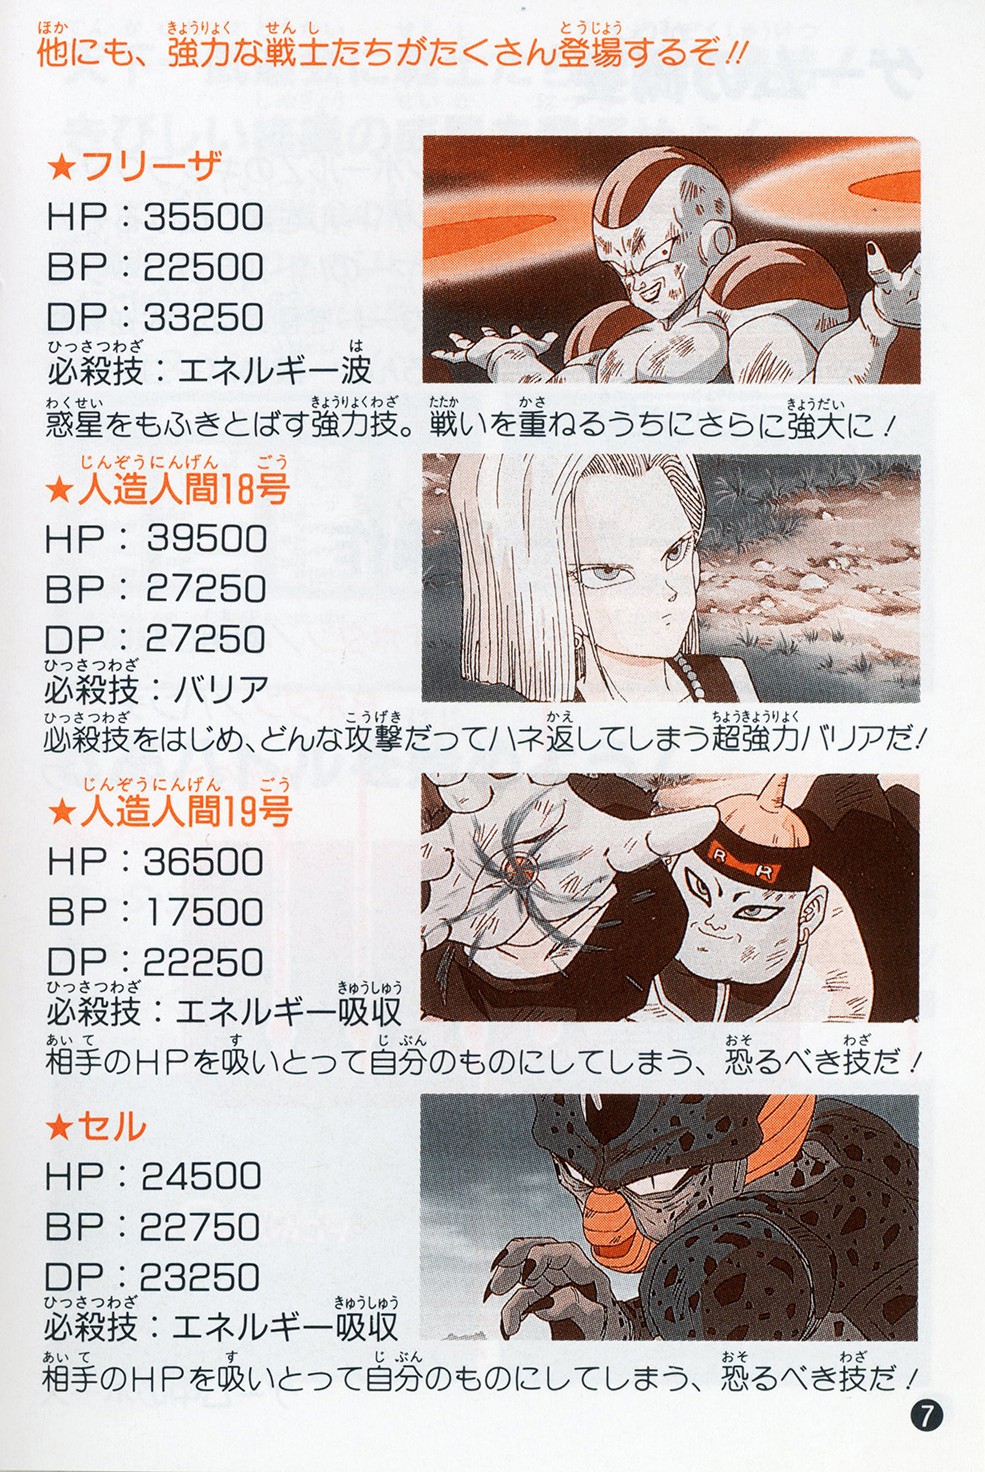 他にも、強力な戦士たちがたくさん登場するぞ!!
★フリーザ
HP：35500
BP：22500
DP：33250
必殺技：エネルギー波
惑星をもふきとばす強力技。戦いを重ねるうちにさらに強大に！
★人造人間18号
HP：39500
BP：27250
DP：27250
必殺技：バリア
必殺技をはじめ、どんな攻撃だってハネ返してしまう超強力バリアだ！
★人造人間19号
HP：36500
BP：17500
DP：22250
必殺技：エネルギー吸収
相手のHPを吸いとって自分のものにしてしまう、恐るべき技だ！
R R
★セル
HP：24500
BP：22750
DP：23250
必殺技：エネルギー吸収
相手のHPを吸いとって自分のものにしてしまう、恐るべき技だ！
7